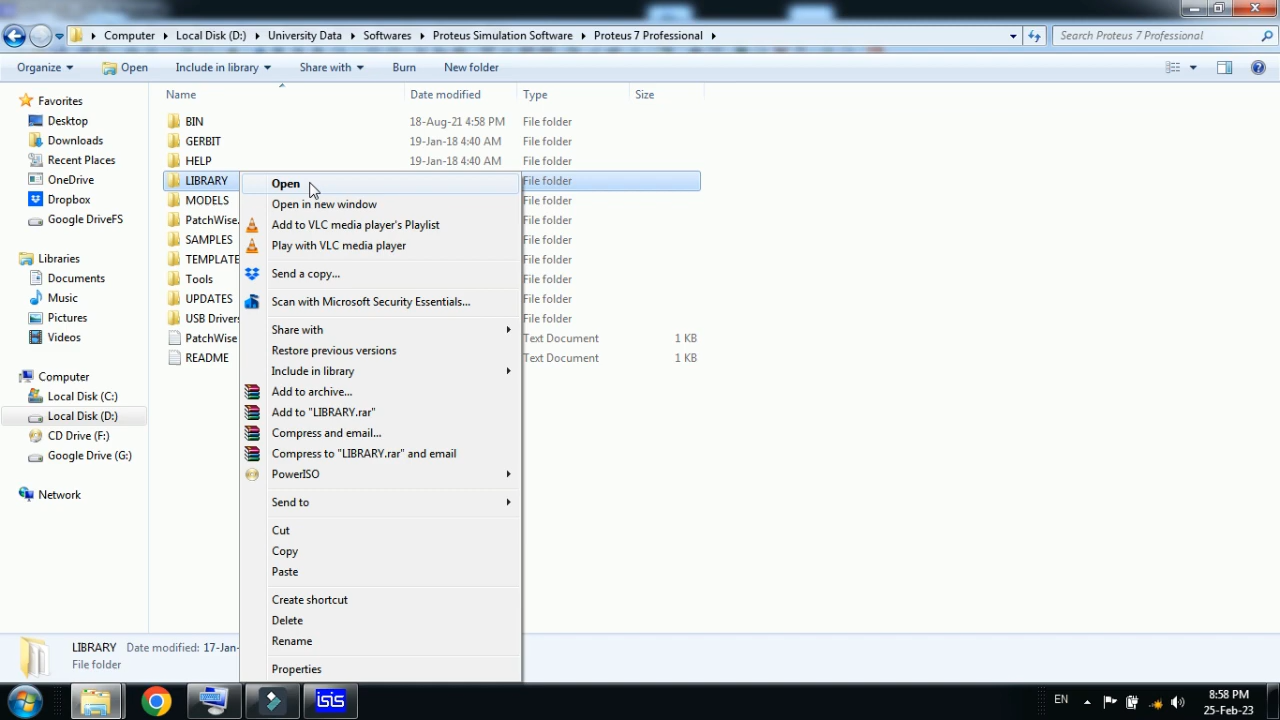 Computer Local Disk (D:) University Data Softwares Proteus Simulation Software Proteus 7 Professional
Search Proteus 7 Professional
Organize Open Include in library Share with Burn New folder
Name Date modified Type Size
Favorites
Desktop
Downloads
Recent Places
OneDrive
Dropbox
Google DriveFS
Libraries
Documents
Music
Pictures
Videos
Computer
Local Disk (C:)
Local Disk (D:)
CD Drive (F:)
Google Drive (G:)
Network
BIN 18-Aug-21 4:58 PM File folder
GERBIT 19-Jan-18 4:40 AM File folder
HELP 19-Jan-18 4:40 AM File folder
LIBRARY File folder
MODELS File folder
PatchWise. File folder
SAMPLES File folder
TEMPLATE File folder
Tools File folder
UPDATES File folder
USB Drivers File folder
PatchWise Text Document 1 KB
README Text Document 1 KB
Open
Open in new window
Add to VLC media player's Playlist
Play with VLC media player
Send a copy...
Scan with Microsoft Security Essentials...
Share with
Restore previous versions
Include in library
Add to archive...
Add to "LIBRARY.rar"
Compress and email...
Compress to "LIBRARY.rar" and email
PowerISO
Send to
Cut
Copy
Paste
Create shortcut
Delete
Rename
Properties
LIBRARY Date modified: 17-Jan-
File folder
isis
EN
8:58 PM
25-Feb-23